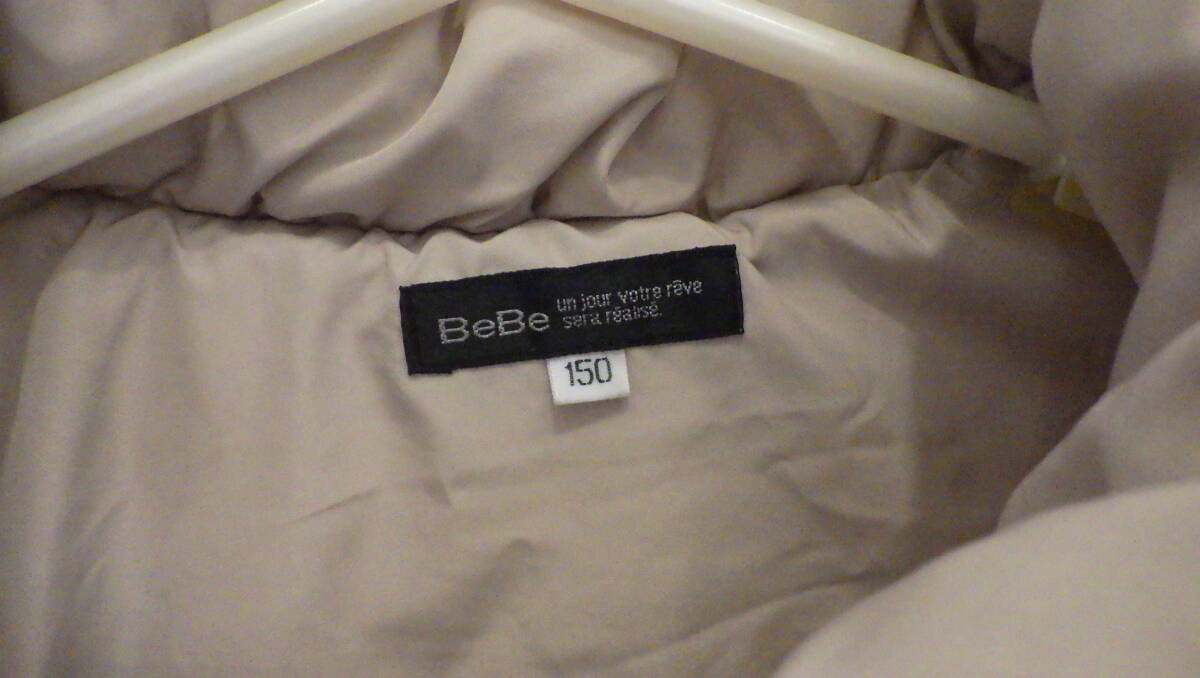 BeBe
un jour votre rêve
sera réalisé.
150